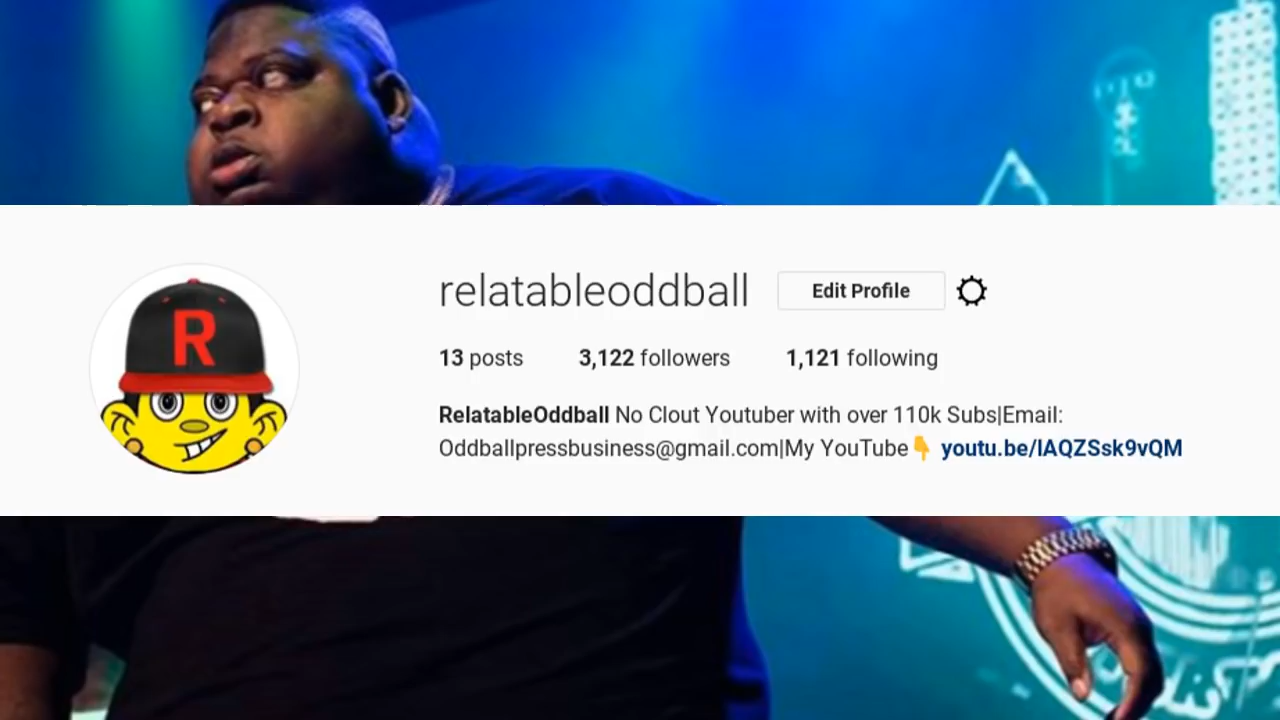 relatableoddball Edit Profile
13 posts 3,122 followers 1,121 following
RelatableOddball No Clout Youtuber with over 110k Subs|Email:
Oddballpressbusiness@gmail.com|My YouTube👇 youtu.be/lAQZSsk9vQM
R